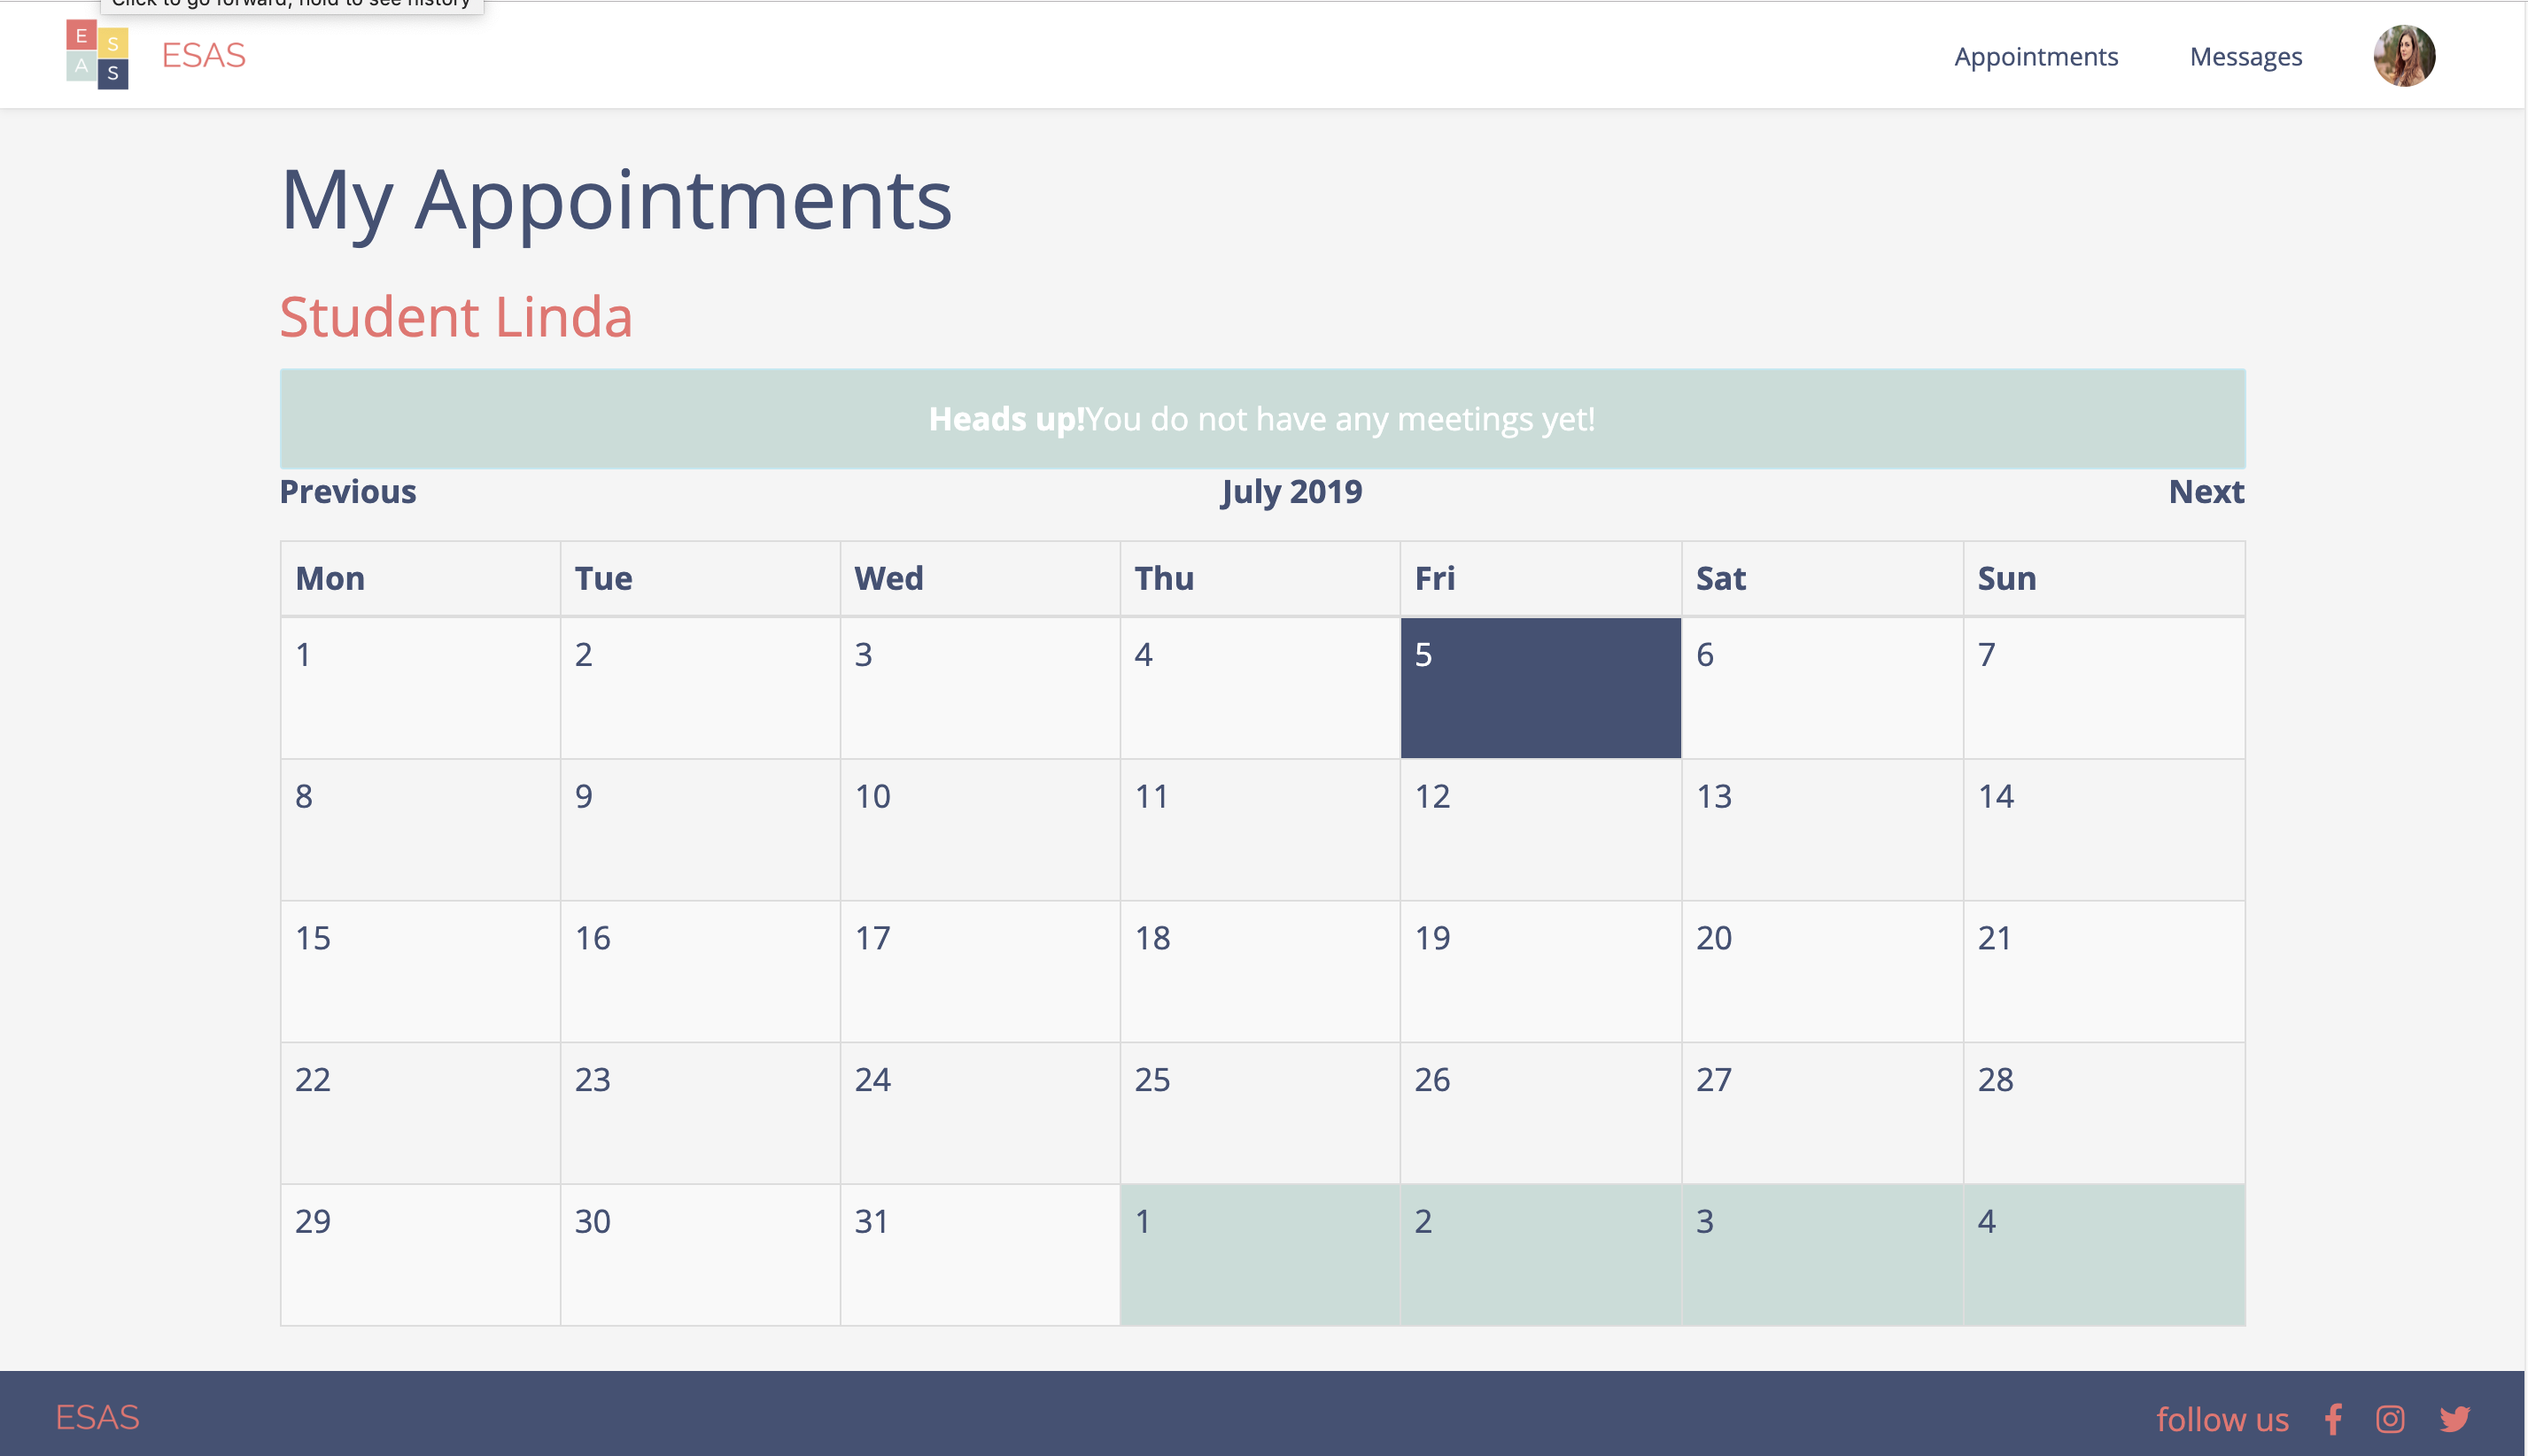 Click to go forward, hold to see history
E S
A S
ESAS
Appointments Messages
My Appointments
Student Linda
Heads up!You do not have any meetings yet!
Previous July 2019 Next
Mon Tue Wed Thu Fri Sat Sun
1 2 3 4 5 6 7
8 9 10 11 12 13 14
15 16 17 18 19 20 21
22 23 24 25 26 27 28
29 30 31 1 2 3 4
ESAS follow us